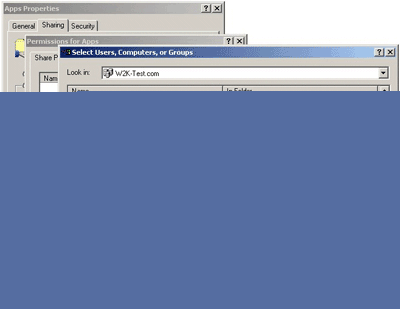 Apps Properties
General Sharing Security
Permissions for Apps
Share P
Select Users, Computers, or Groups
Look in: W2K-Test.com
Nam
Name In Folder